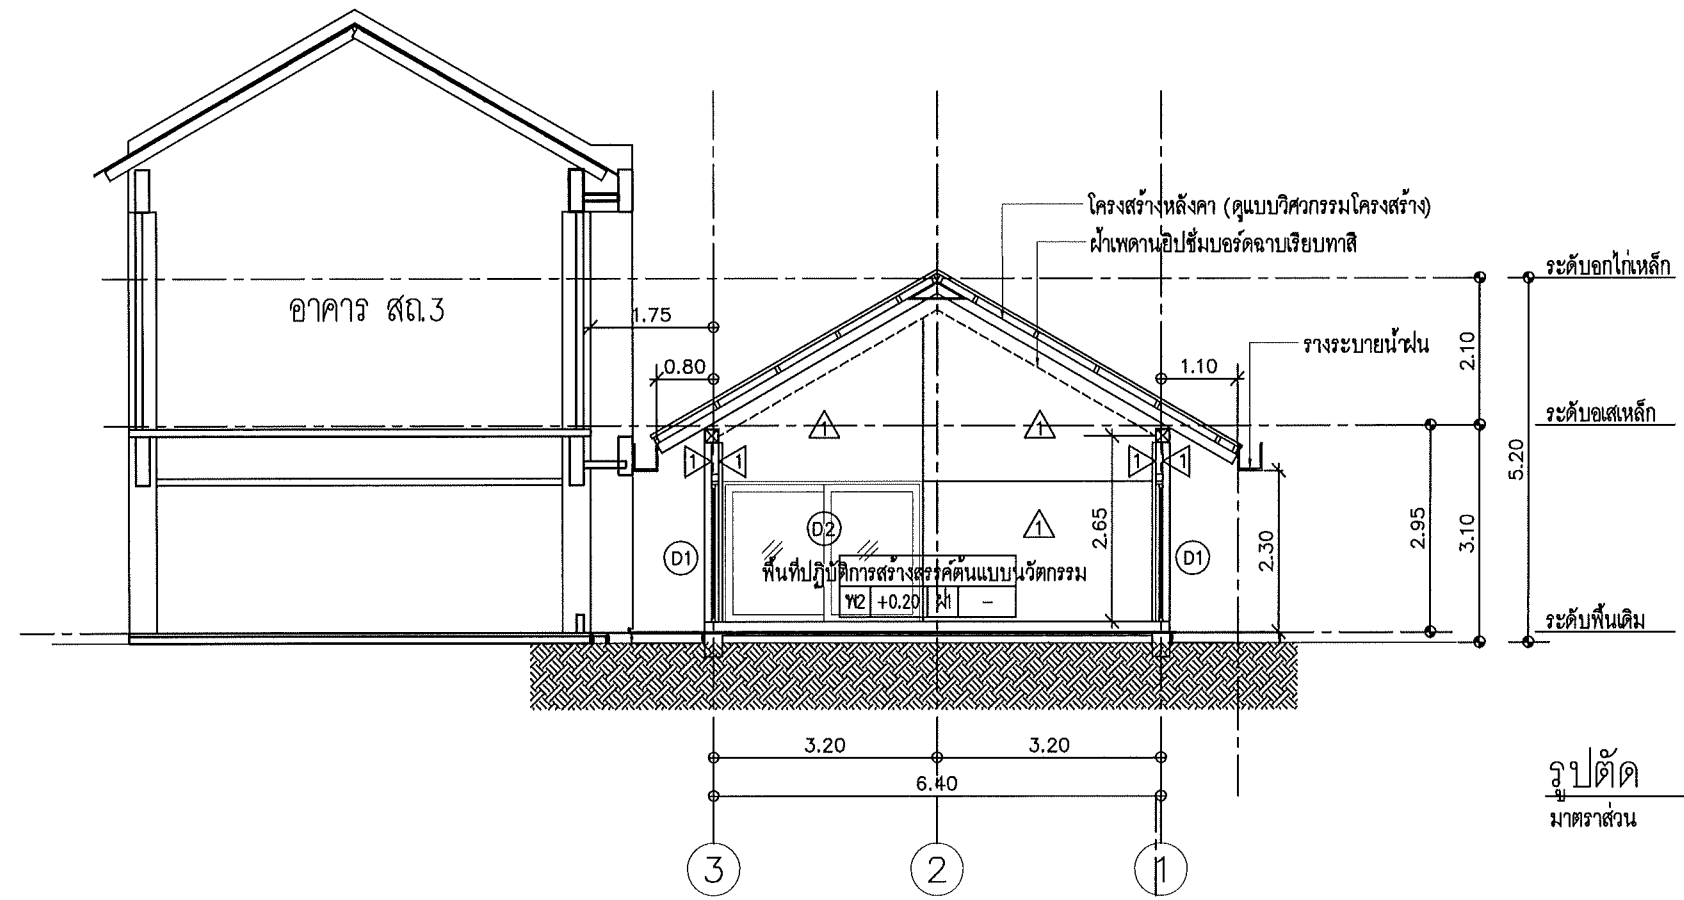 โครงสร้างหลังคา (ดูแบบวิศวกรรมโครงสร้าง)
ฝ้าเพดานยิปซั่มบอร์ดฉาบเรียบทาสี
ระดับอกไก่เหล็ก
อาคาร สถ.3
1.75
รางระบายน้ำฝน
2.10
0.80
1.10
ระดับอเสเหล็ก
1
1
5.20
1
1
1
1
2.65
2.95
3.10
2.30
D1
D2
1
D1
พื้นที่ปฏิบัติการสร้างสรรค์ต้นแบบนวัตกรรม
พ2 +0.20 ฝ1 -
ระดับพื้นเดิม
3.20
3.20
6.40
รูปตัด
มาตราส่วน
3
2
1